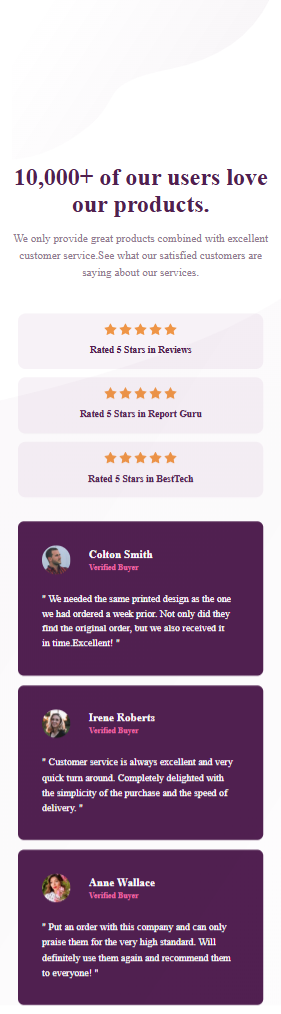 10,000+ of our users love
our products.
We only provide great products combined with excellent
customer service.See what our satisfied customers are
saying about our services.
Rated 5 Stars in Reviews
Rated 5 Stars in Report Guru
Rated 5 Stars in BestTech
Colton Smith
Verified Buyer
" We needed the same printed design as the one
we had ordered a week prior. Not only did they
find the original order, but we also received it
in time.Excellent! "
Irene Roberts
Verified Buyer
" Customer service is always excellent and very
quick turn around. Completely delighted with
the simplicity of the purchase and the speed of
delivery. "
Anne Wallace
Verified Buyer
" Put an order with this company and can only
praise them for the very high standard. Will
definitely use them again and recommend them
to everyone! "